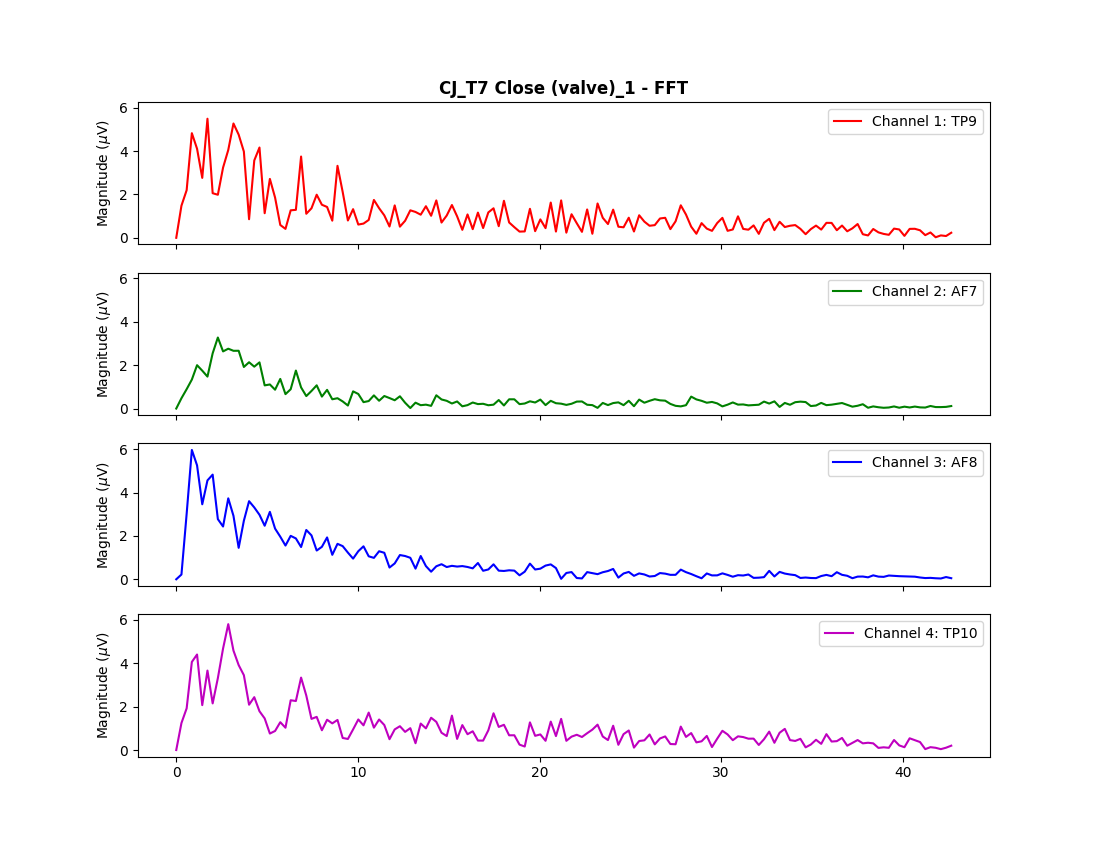 CJ_T7 Close (valve)_1 - FFT
6
4
2
0
Magnitude (μV)
Channel 1: TP9
6
4
2
0
Magnitude (μV)
Channel 2: AF7
6
4
2
0
Magnitude (μV)
Channel 3: AF8
6
4
2
0
Magnitude (μV)
Channel 4: TP10
0 10 20 30 40